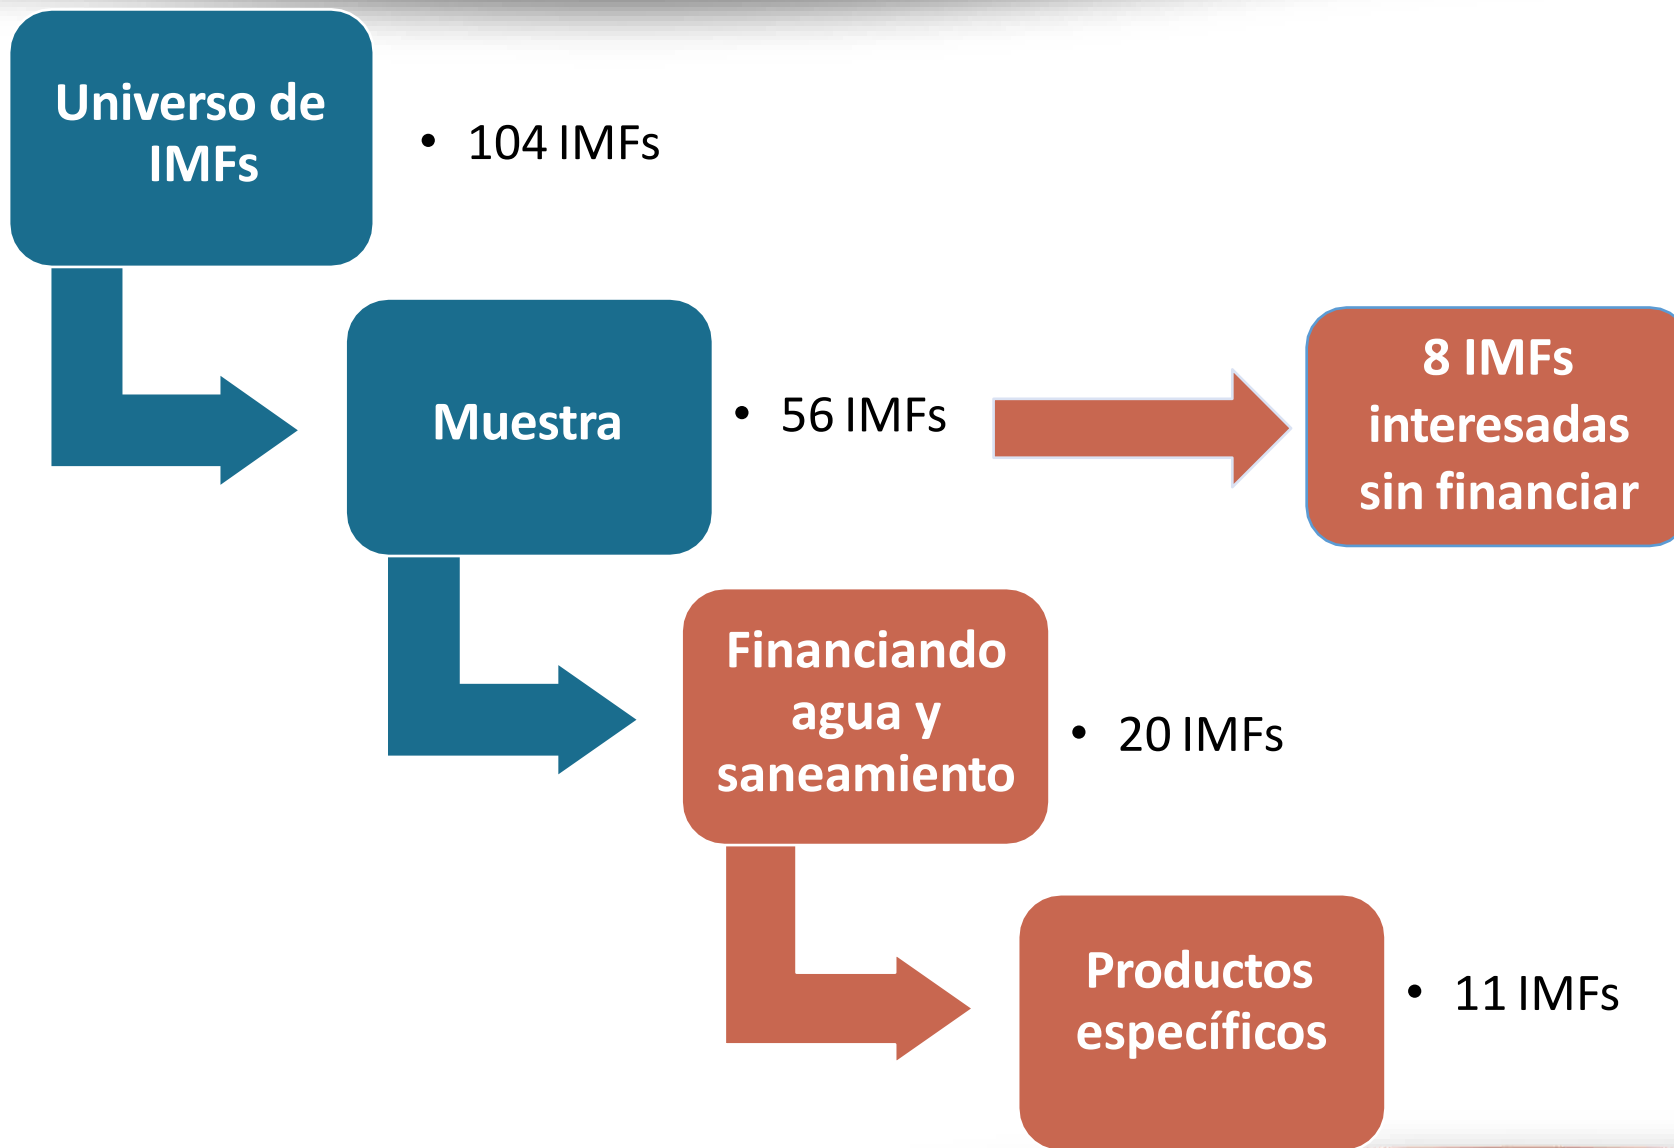 Universo de
IMFs
• 104 IMFs
Muestra
• 56 IMFs
8 IMFs
interesadas
sin financiar
Financiando
agua y
saneamiento
• 20 IMFs
Productos
específicos
• 11 IMFs